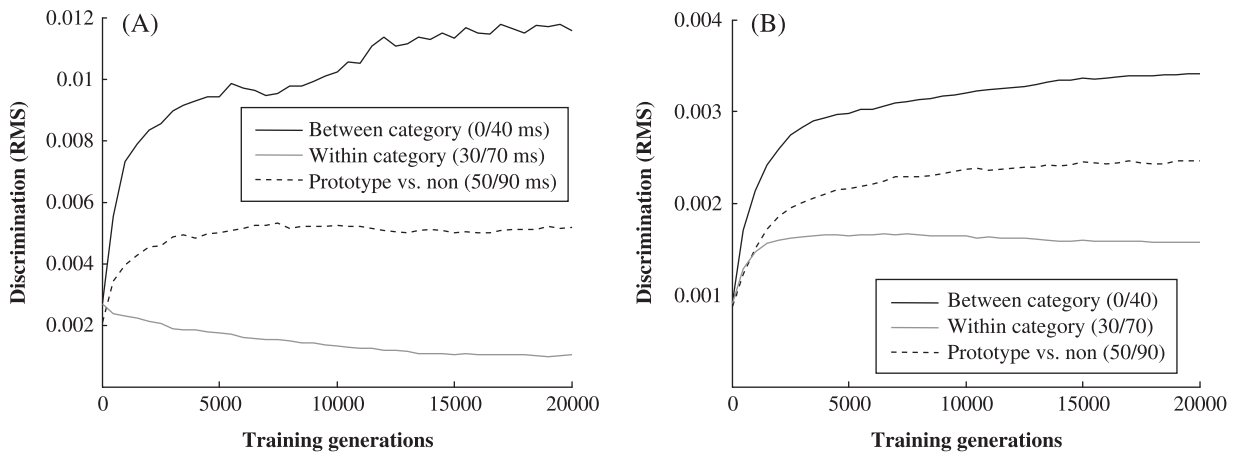 (A)
0.012
0.01
0.008
0.006
0.004
0.002
Discrimination (RMS)
Between category (0/40 ms)
Within category (30/70 ms)
Prototype vs. non (50/90 ms)
0 5000 10000 15000 20000
Training generations
(B)
0.004
0.003
0.002
0.001
Discrimination (RMS)
Between category (0/40)
Within category (30/70)
Prototype vs. non (50/90)
0 5000 10000 15000 20000
Training generations